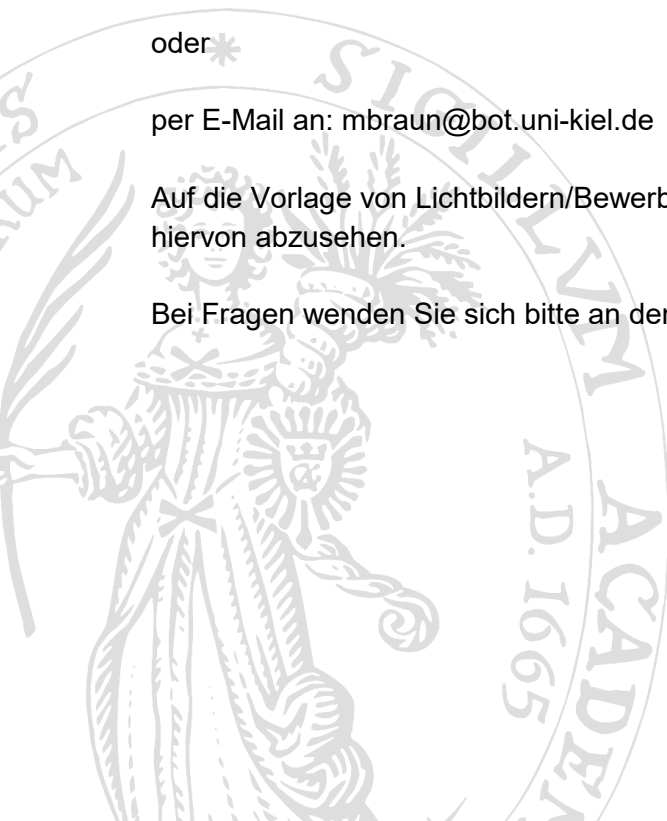 oder
per E-Mail an: mbraun@bot.uni-kiel.de
Auf die Vorlage von Lichtbildern/Bewerb
hiervon abzusehen.
Bei Fragen wenden Sie sich bitte an der
SIGILLVM ACADE
A.D. 1665